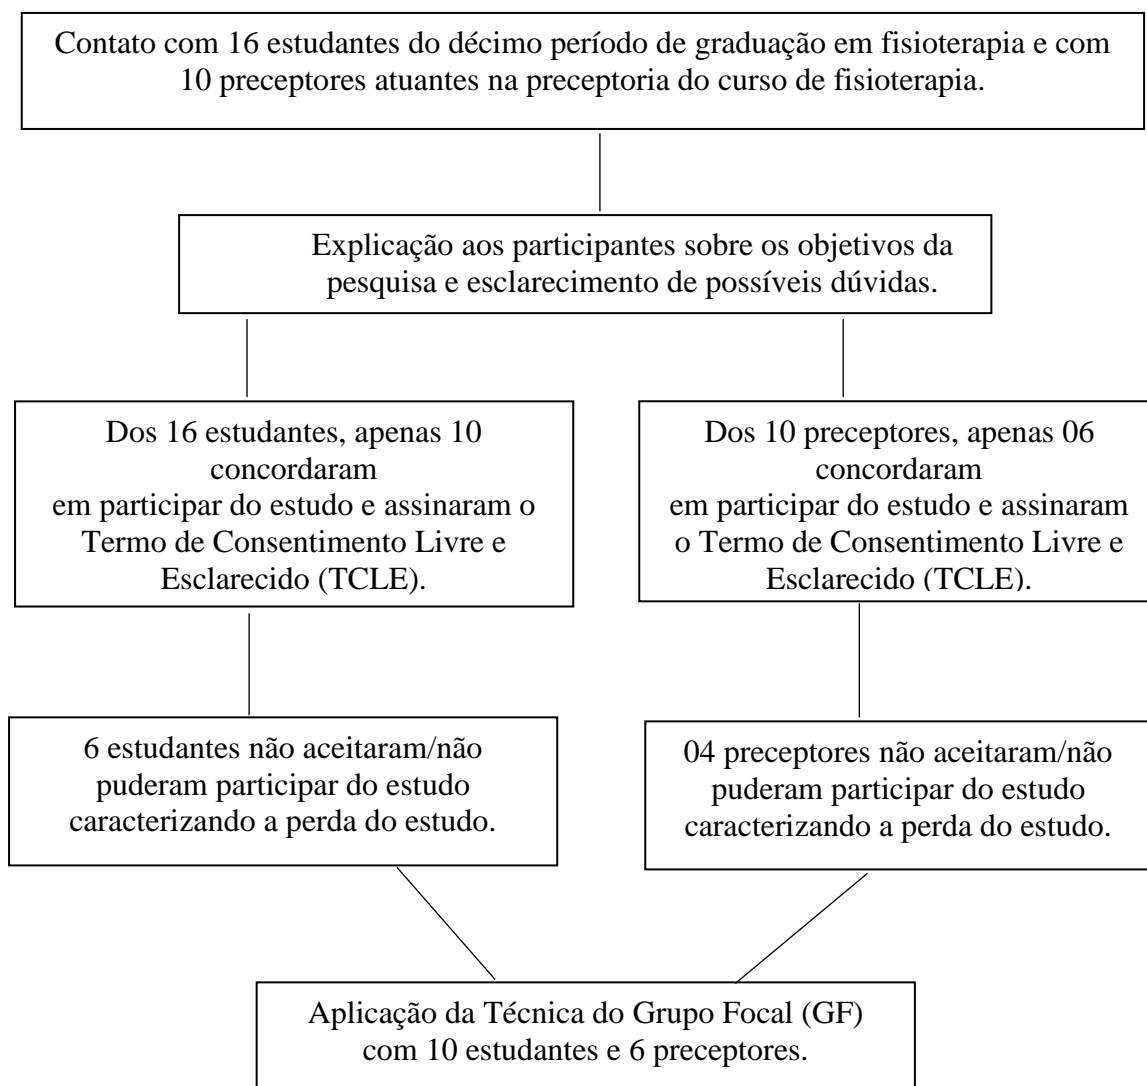 Contato com 16 estudantes do décimo período de graduação em fisioterapia e com
10 preceptores atuantes na preceptoria do curso de fisioterapia.
Explicação aos participantes sobre os objetivos da
pesquisa e esclarecimento de possíveis dúvidas.
Dos 16 estudantes, apenas 10
concordaram
em participar do estudo e assinaram o
Termo de Consentimento Livre e
Esclarecido (TCLE).
Dos 10 preceptores, apenas 06
concordaram
em participar do estudo e assinaram
o Termo de Consentimento Livre e
Esclarecido (TCLE).
6 estudantes não aceitaram/não
puderam participar do estudo
caracterizando a perda do estudo.
04 preceptores não aceitaram/não
puderam participar do estudo
caracterizando a perda do estudo.
Aplicação da Técnica do Grupo Focal (GF)
com 10 estudantes e 6 preceptores.